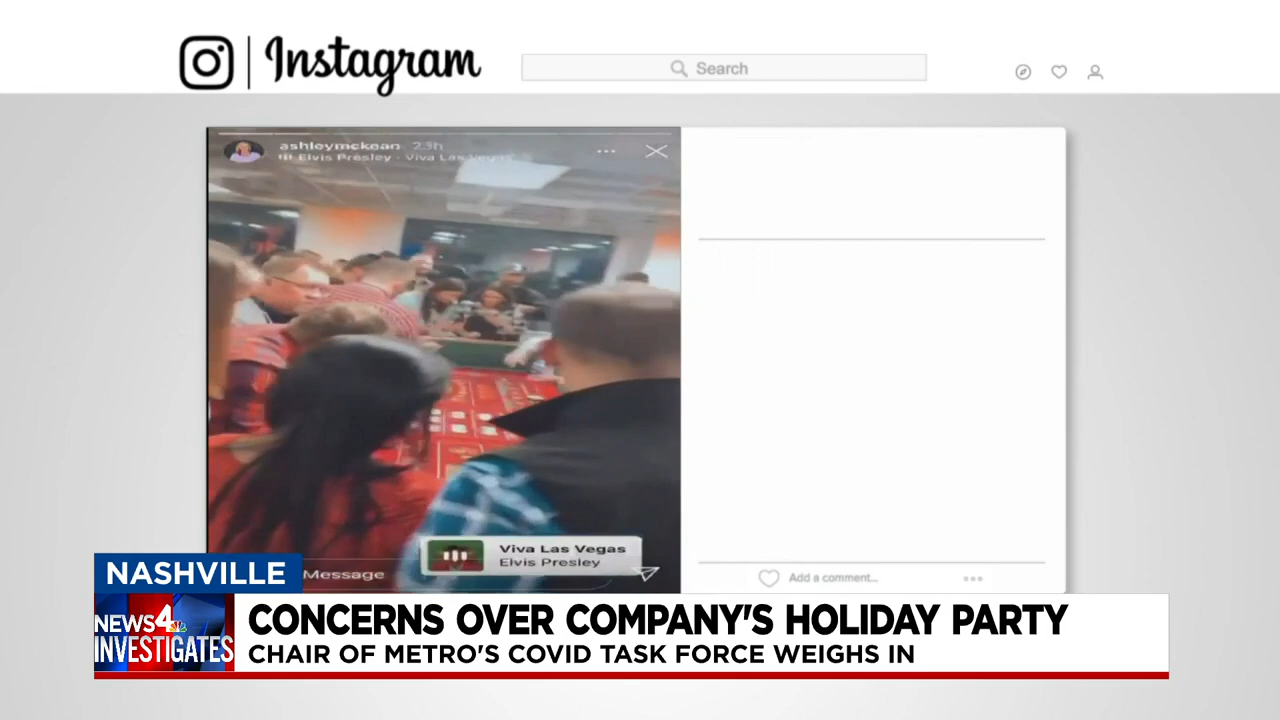 Instagram
Search
ashleymckean 23h
Elvis Presley · Viva Las Vegas
Viva Las Vegas
Elvis Presley
Message
Add a comment...
NASHVILLE
NEWS4
INVESTIGATES
CONCERNS OVER COMPANY'S HOLIDAY PARTY
CHAIR OF METRO'S COVID TASK FORCE WEIGHS IN